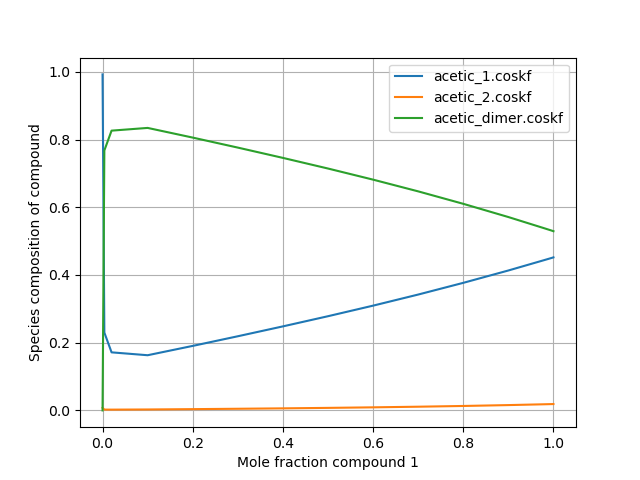 acetic_1.coskf
acetic_2.coskf
acetic_dimer.coskf
Species composition of compound
1.0
0.8
0.6
0.4
0.2
0.0
0.0 0.2 0.4 0.6 0.8 1.0
Mole fraction compound 1